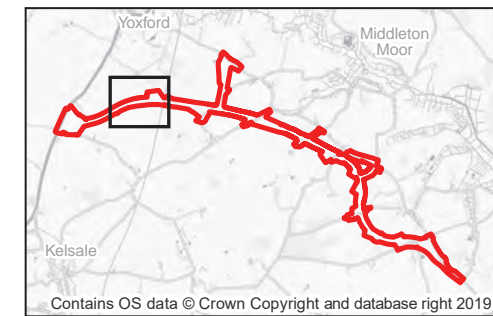 Yoxford
Middleton
Moor
Kelsale
Contains OS data © Crown Copyright and database right 2019